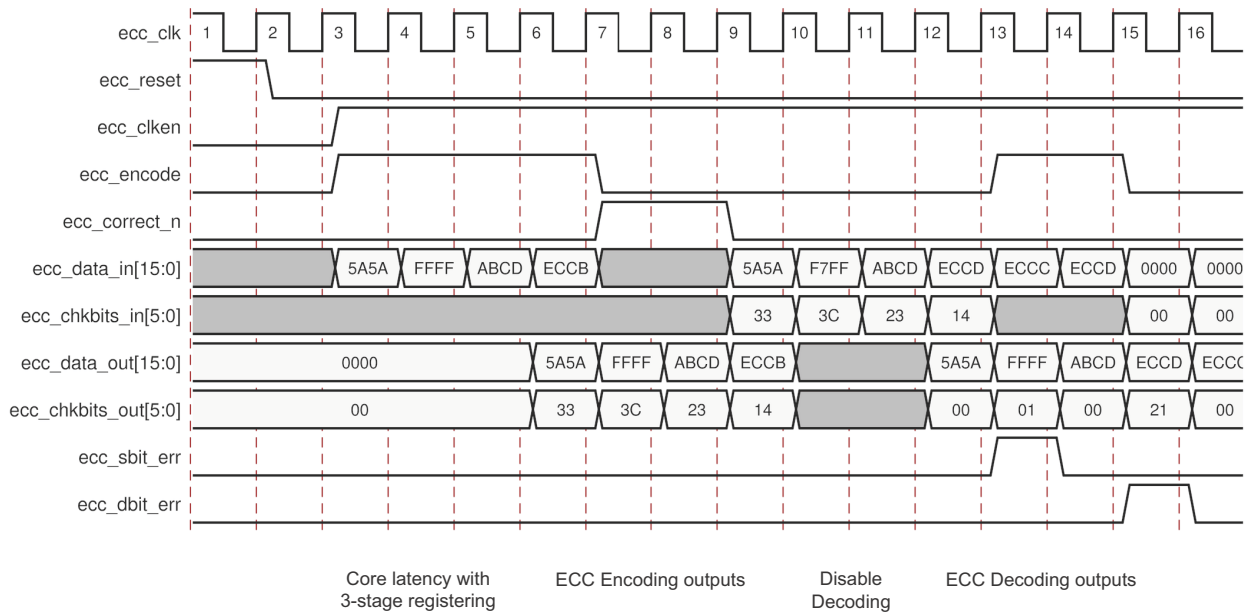 ecc_clk 1 2 3 4 5 6 7 8 9 10 11 12 13 14 15 16
ecc_reset
ecc_clken
ecc_encode
ecc_correct_n
ecc_data_in[15:0] 5A5A FFFF ABCD ECCB 5A5A F7FF ABCD ECCD ECCC ECCD 0000 0000
ecc_chkbits_in[5:0] 33 3C 23 14 00 00
ecc_data_out[15:0] 0000 5A5A FFFF ABCD ECCB 5A5A FFFF ABCD ECCD ECCC
ecc_chkbits_out[5:0] 00 33 3C 23 14 00 01 00 21 00
ecc_sbit_err
ecc_dbit_err
Core latency with ECC Encoding outputs Disable ECC Decoding outputs
3-stage registering Decoding